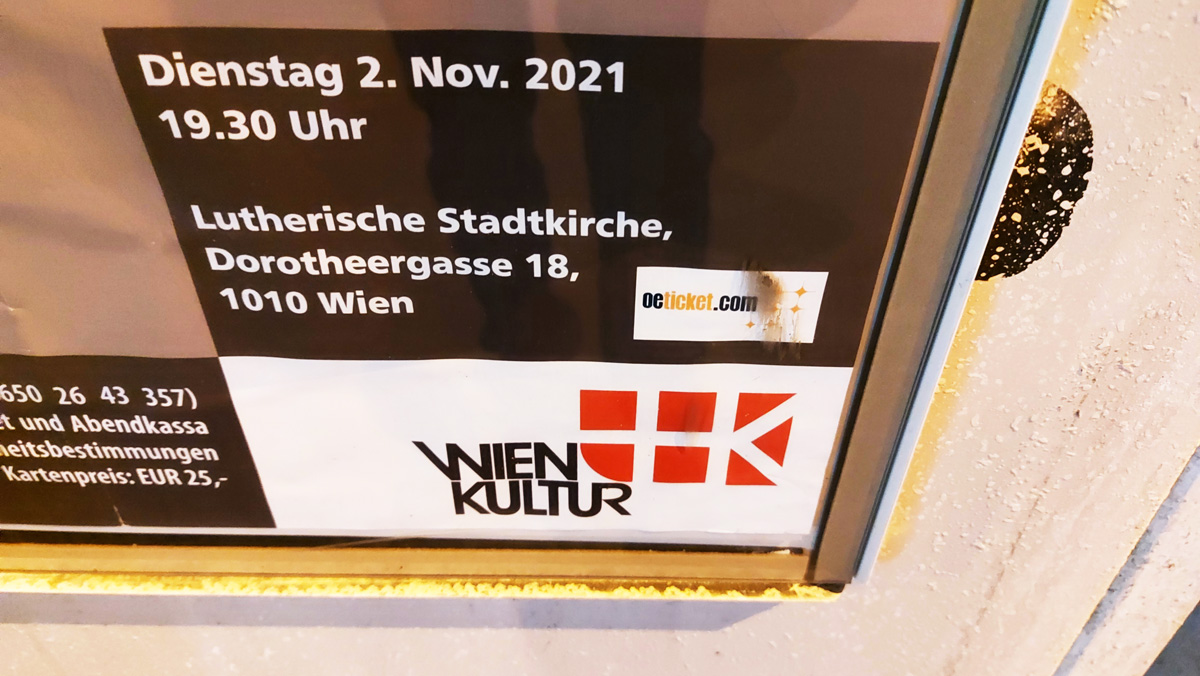 Dienstag 2. Nov. 2021
19.30 Uhr
Lutherische Stadtkirche,
Dorotheergasse 18,
1010 Wien
oeticket.com
650 26 43 357)
und Abendkassa
Kartenpreis: EUR 25,-
WIEN
KULTUR